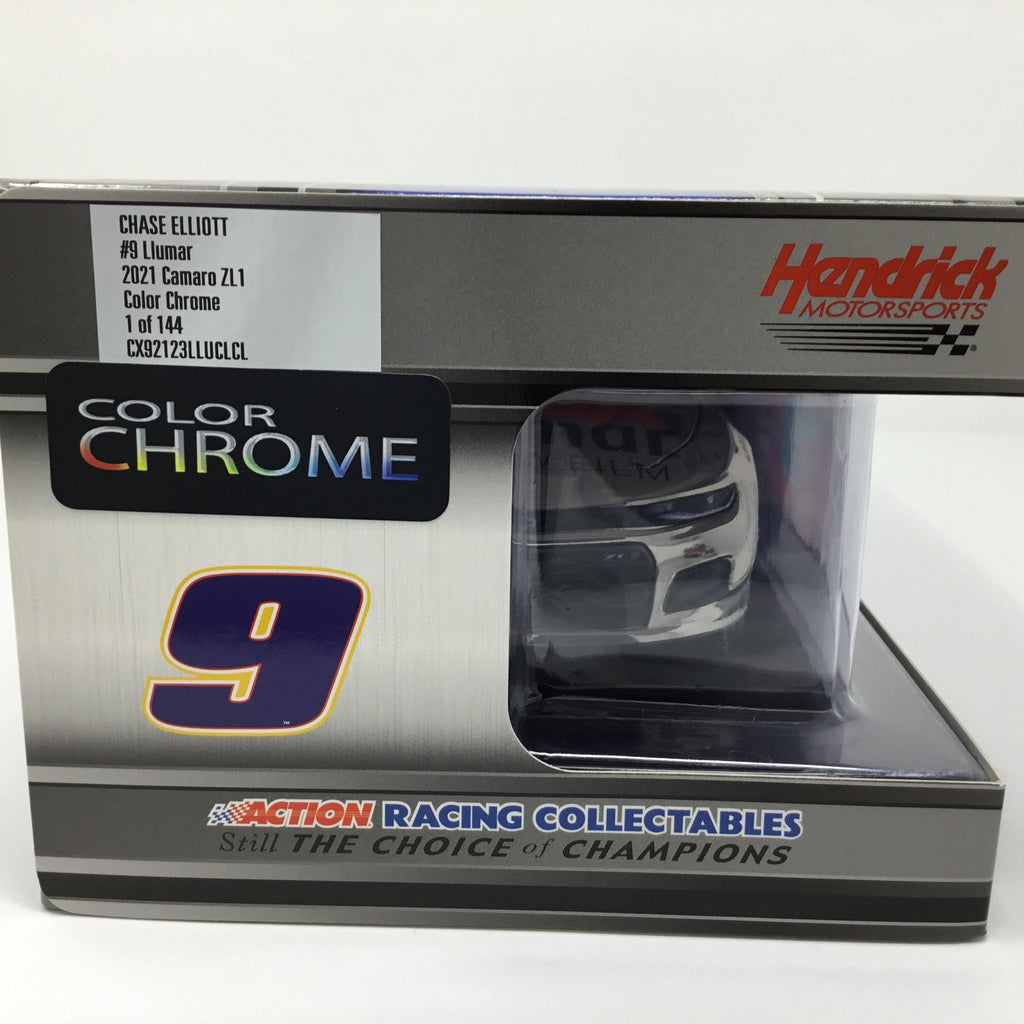 CHASE ELLIOTT
#9 Llumar
2021 Camaro ZL1
Color Chrome
1 of 144
CX92123LLUCLCL
Hendrick
MOTORSPORTS
COLOR
CHROME
FILM
9
ACTION RACING COLLECTABLES
Still THE CHOICE of CHAMPIONS